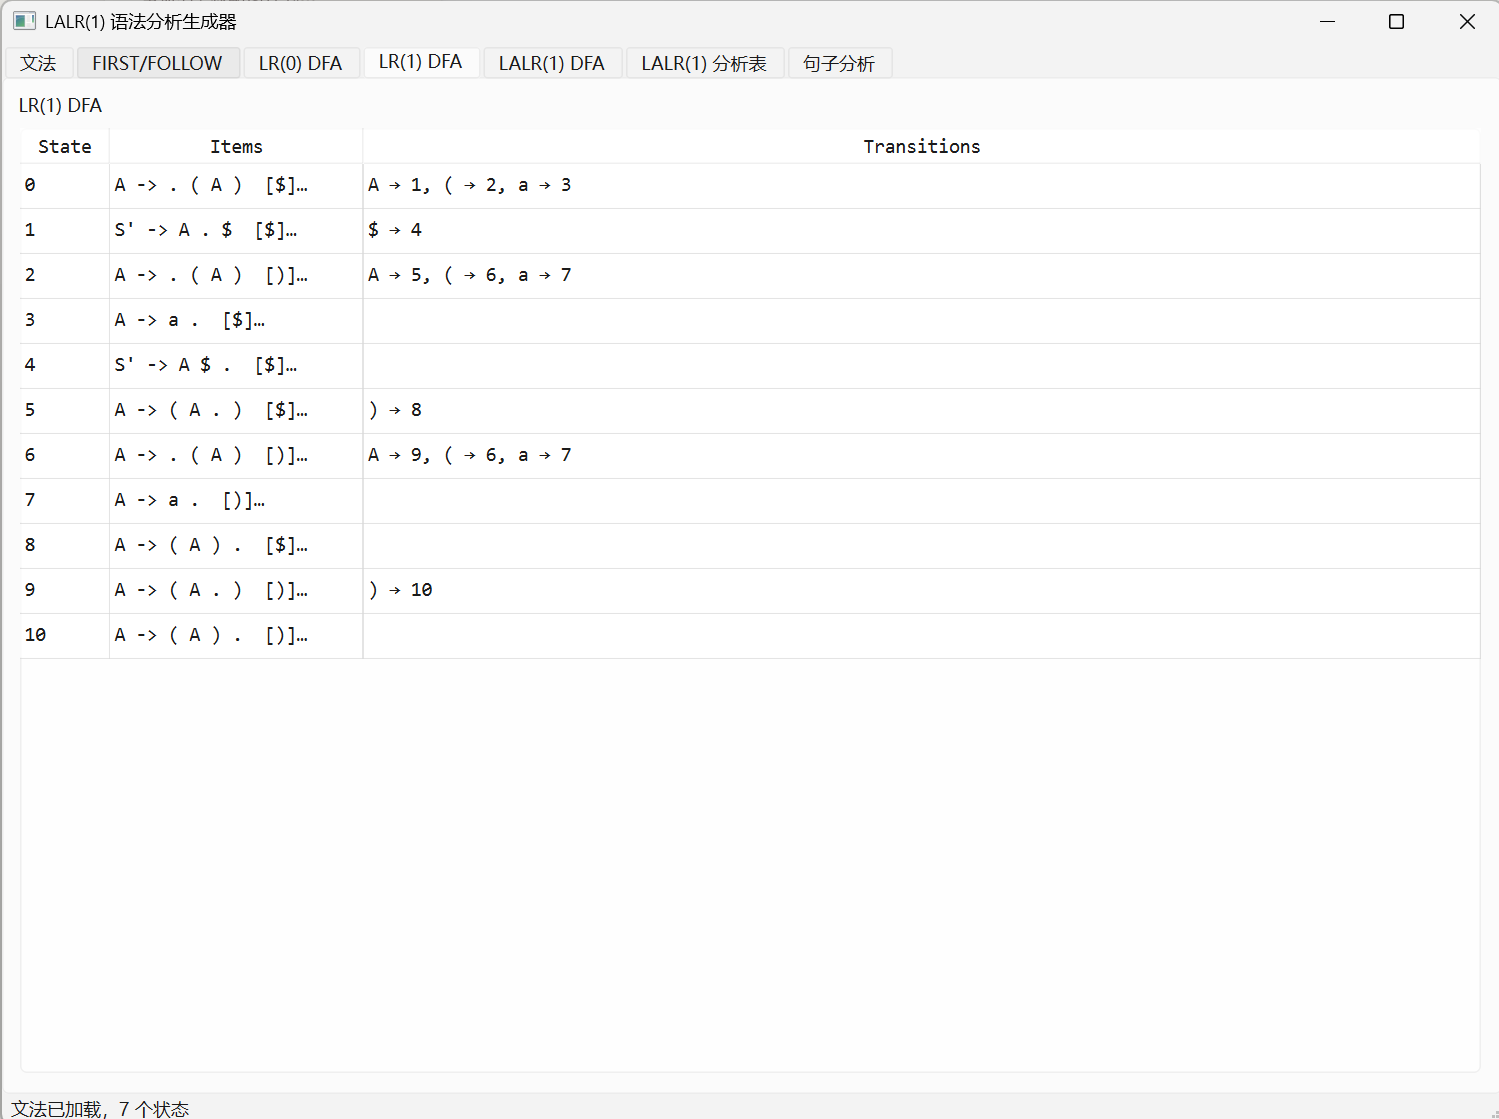 LALR(1) 语法分析生成器
文法 FIRST/FOLLOW LR(0) DFA LR(1) DFA LALR(1) DFA LALR(1) 分析表 句子分析
LR(1) DFA
State Items Transitions
0 A -> . ( A )  [$]… A → 1, ( → 2, a → 3
1 S' -> A . $  [$]… $ → 4
2 A -> . ( A )  [)]… A → 5, ( → 6, a → 7
3 A -> a .  [$]…
4 S' -> A $ .  [$]…
5 A -> ( A . )  [$]… ) → 8
6 A -> . ( A )  [)]… A → 9, ( → 6, a → 7
7 A -> a .  [)]…
8 A -> ( A ) .  [$]…
9 A -> ( A . )  [)]… ) → 10
10 A -> ( A ) .  [)]…
文法已加载，7 个状态